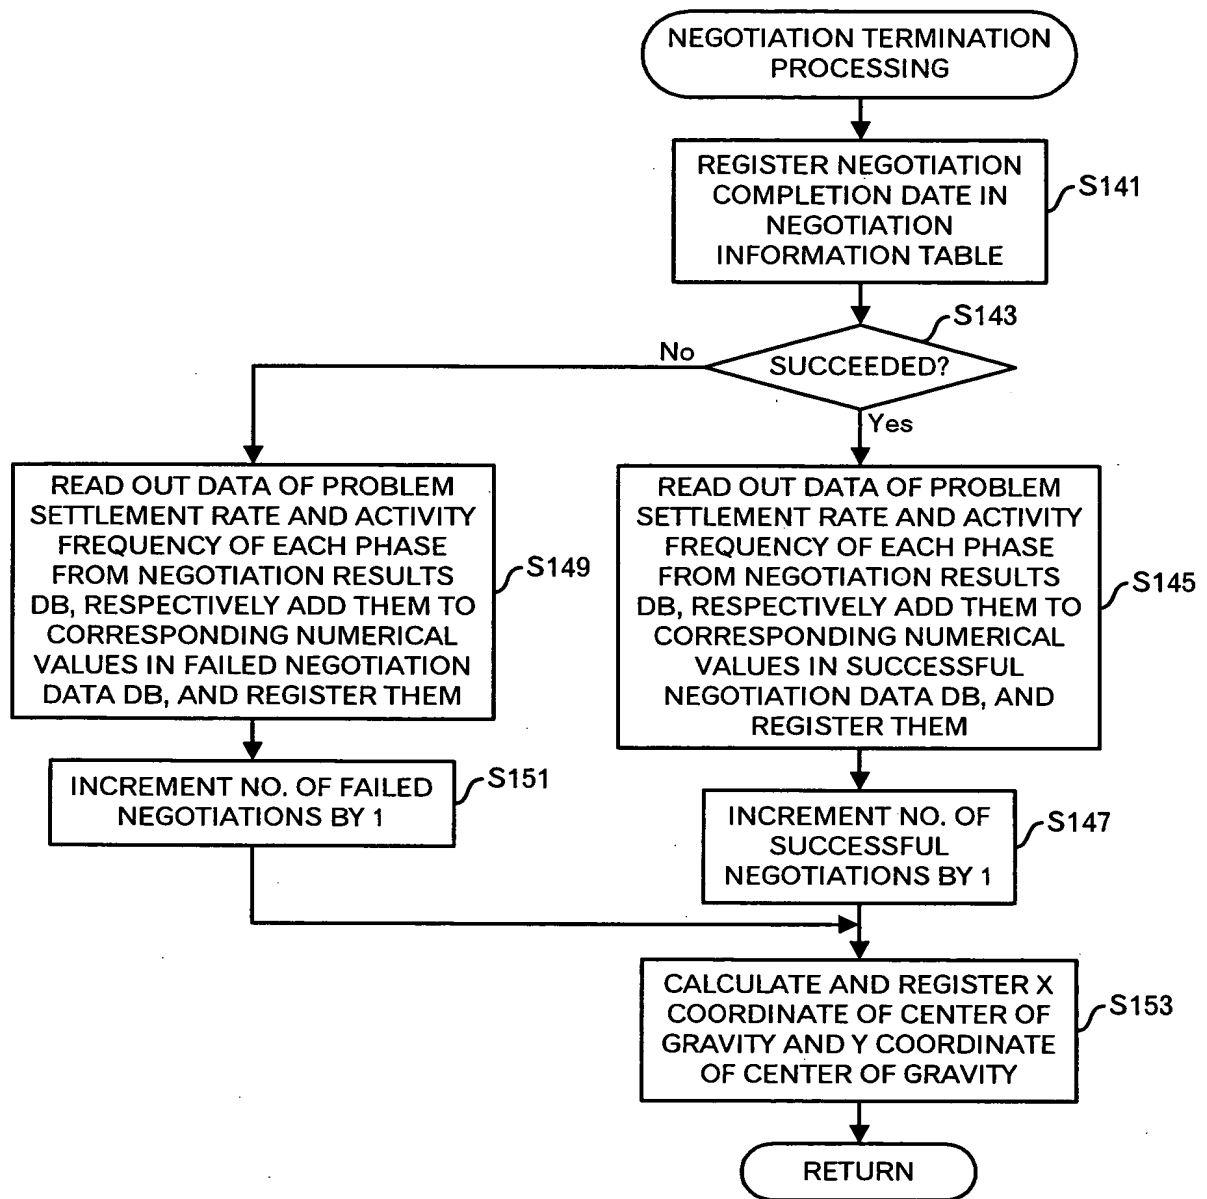 NEGOTIATION TERMINATION
PROCESSING
REGISTER NEGOTIATION
COMPLETION DATE IN
NEGOTIATION
INFORMATION TABLE
S141
S143
SUCCEEDED?
No
Yes
READ OUT DATA OF PROBLEM
SETTLEMENT RATE AND ACTIVITY
FREQUENCY OF EACH PHASE
FROM NEGOTIATION RESULTS
DB, RESPECTIVELY ADD THEM TO
CORRESPONDING NUMERICAL
VALUES IN FAILED NEGOTIATION
DATA DB, AND REGISTER THEM
S149
READ OUT DATA OF PROBLEM
SETTLEMENT RATE AND ACTIVITY
FREQUENCY OF EACH PHASE
FROM NEGOTIATION RESULTS
DB, RESPECTIVELY ADD THEM TO
CORRESPONDING NUMERICAL
VALUES IN SUCCESSFUL
NEGOTIATION DATA DB, AND
REGISTER THEM
S145
INCREMENT NO. OF FAILED
NEGOTIATIONS BY 1
S151
INCREMENT NO. OF
SUCCESSFUL
NEGOTIATIONS BY 1
S147
CALCULATE AND REGISTER X
COORDINATE OF CENTER OF
GRAVITY AND Y COORDINATE
OF CENTER OF GRAVITY
S153
RETURN